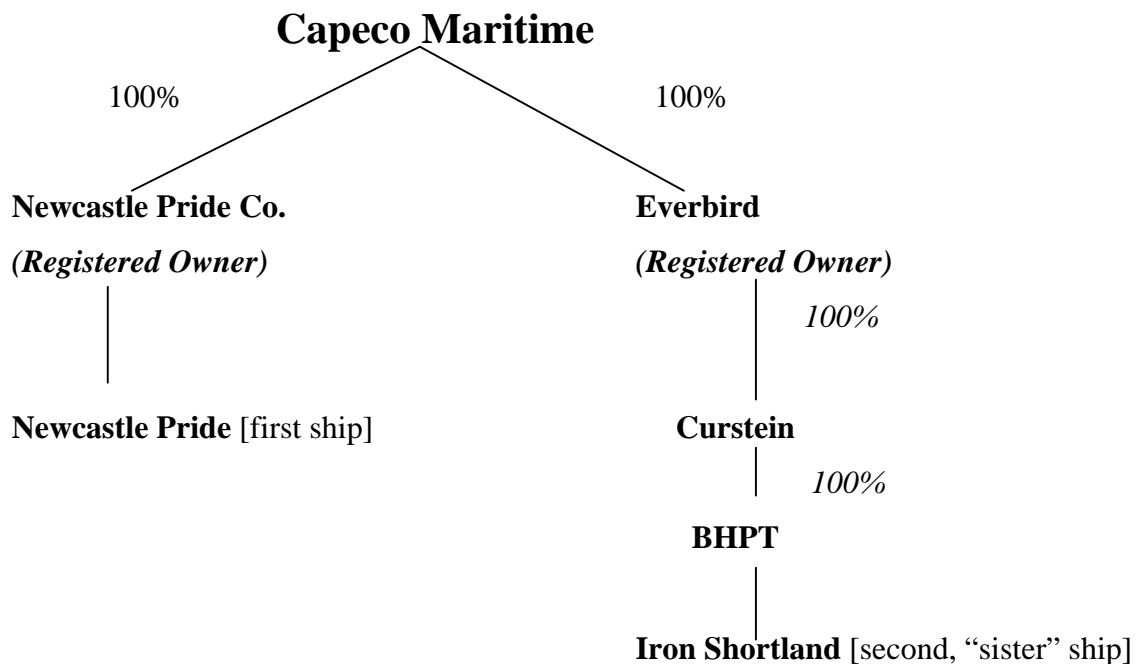 Capeco Maritime
100% 100%
Newcastle Pride Co. Everbird
(Registered Owner) (Registered Owner)
100%
Newcastle Pride [first ship] Curstein
100%
BHPT
Iron Shortland [second, “sister” ship]